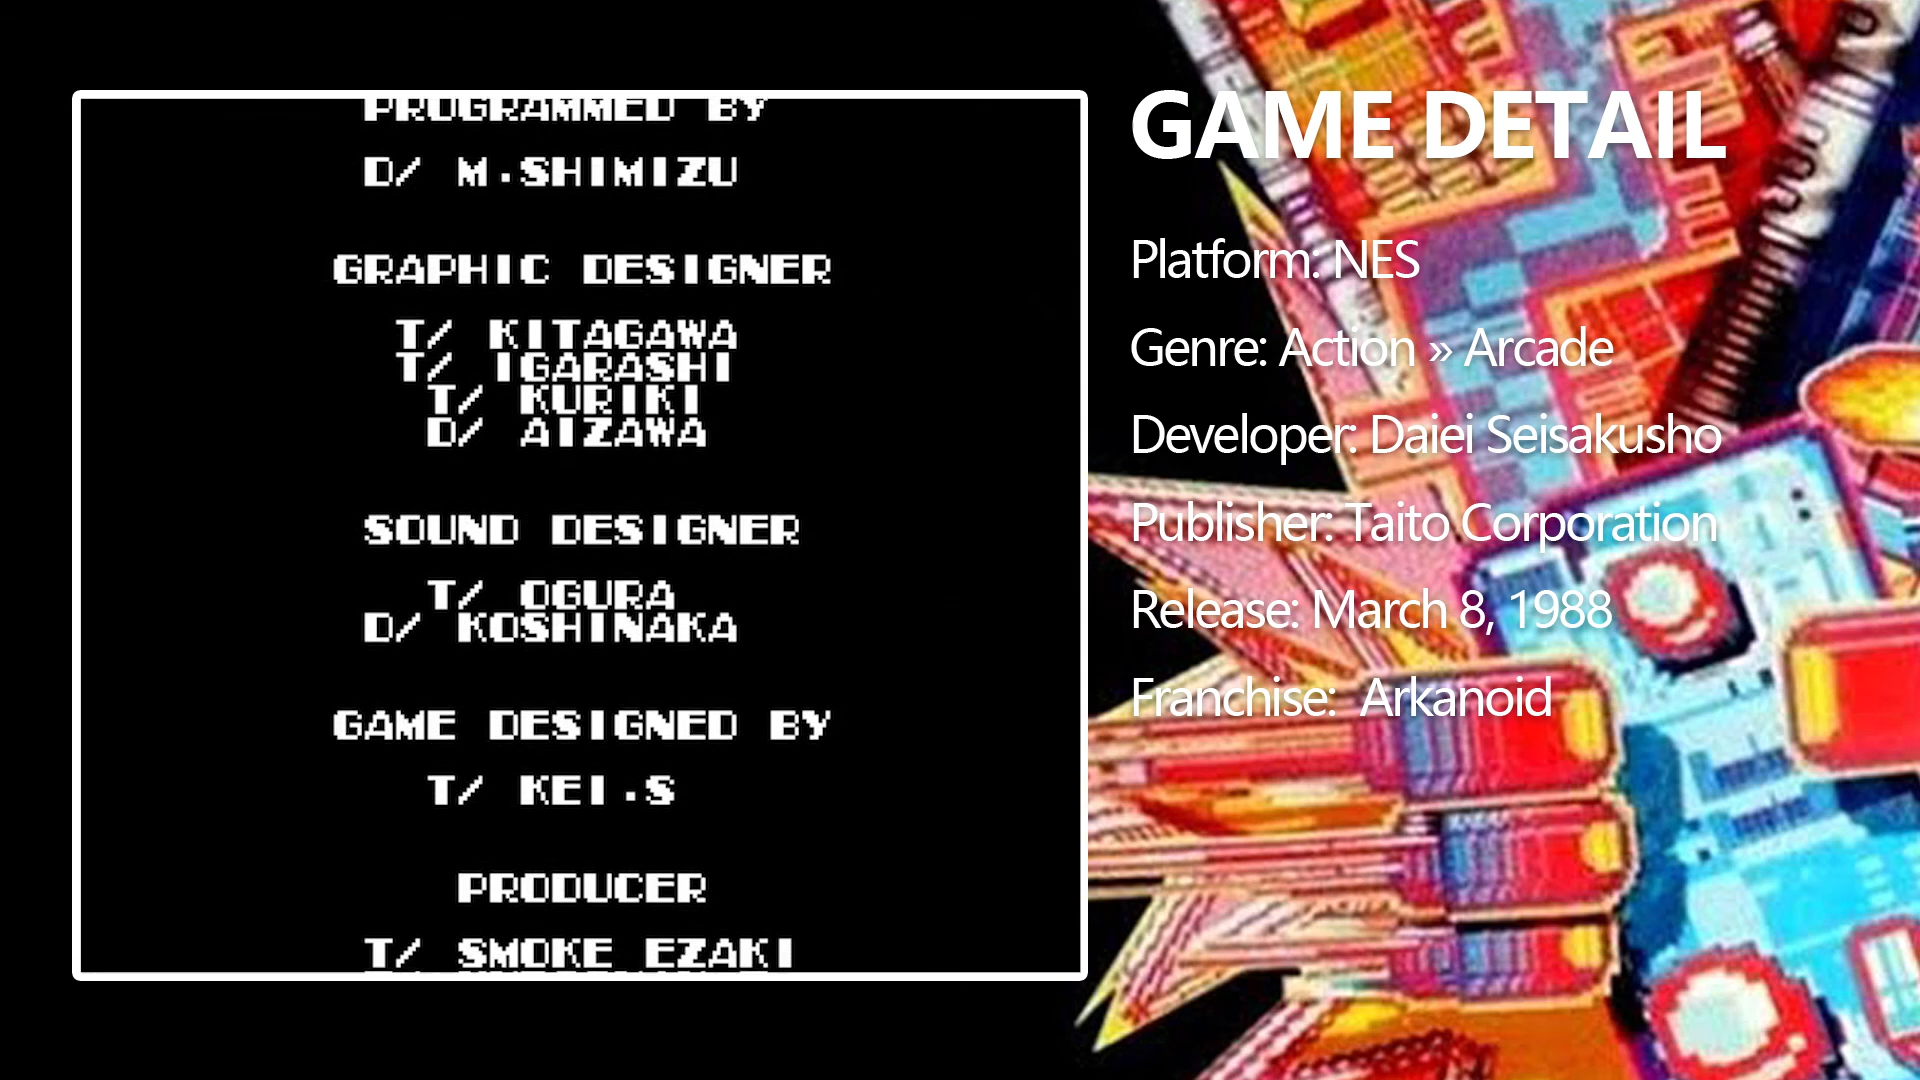 PROGRAMMED BY
D/ M.SHIMIZU
GRAPHIC DESIGNER
T/ KITAGAWA
T/ IGARASHI
T/ KURIKI
D/ AIZAWA
SOUND DESIGNER
T/ OGURA
D/ KOSHINAKA
GAME DESIGNED BY
T/ KEI.S
PRODUCER
T/ SMOKE EZAKI
GAME DETAIL
Platform: NES
Genre: Action » Arcade
Developer: Daiei Seisakusho
Publisher: Taito Corporation
Release: March 8, 1988
Franchise: Arkanoid